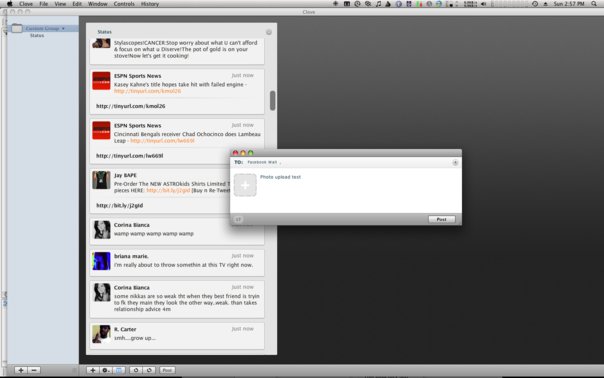 Clove File View Edit Window Controls History
Sun 2:57 PM
Clove
Custom Group
Status
Status
Styluscopes!CANCER:Stop worry about what U can't afford
& focus on what u Diserve!The pot of gold is on your
stove!Now let's get it cooking!
ESPN Sports News Just now
Kasey Kahne's title hopes take hit with failed engine -
http://tinyurl.com/kmol26
http://tinyurl.com/kmol26
ESPN Sports News Just now
Cincinnati Bengals receiver Chad Ochocinco does Lambeau
Leap - http://tinyurl.com/lw669l
http://tinyurl.com/lw669l
Jay BAPE
Pre-Order The NEW ASTROkids Shirts Limited T
pieces HERE: http://bit.ly/j2gId (Buy n Re-Tweet
http://bit.ly/j2gId
Corina Bianca Just now
wamp wamp wamp wamp wamp
briana marie. Just now
I'm really about to throw somethin at this TV right now.
Corina Bianca Just now
some nikkas are so weak tht when they best friend is tryin
to fk they main they look the other way..weak. than takes
relationship advice 4m
R. Carter Just now
smh....grow up...
Post
TO: Facebook Wall
Photo upload text
Post